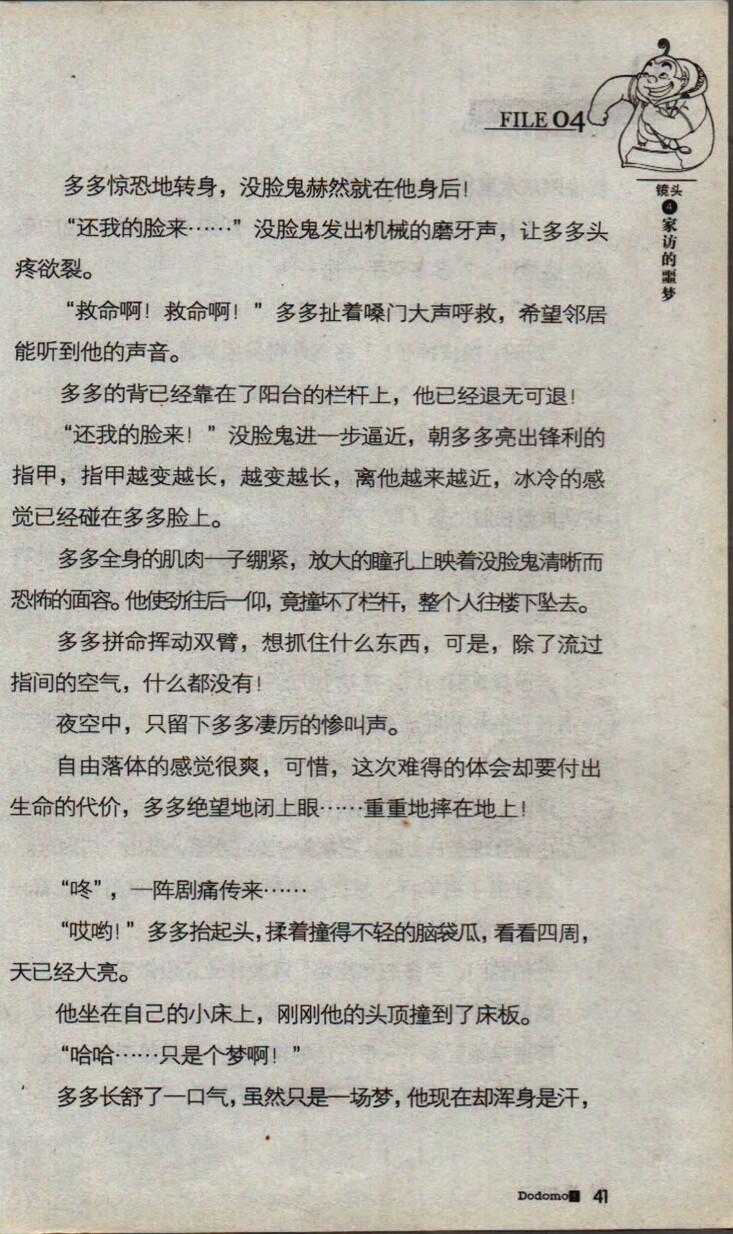 FILE 04
镜头
4
家访的噩梦
多多惊恐地转身，没脸鬼赫然就在他身后！
“还我的脸来……”没脸鬼发出机械的磨牙声，让多多头
疼欲裂。
“救命啊！救命啊！”多多扯着嗓门大声呼救，希望邻居
能听到他的声音。
多多的背已经靠在了阳台的栏杆上，他已经退无可退！
“还我的脸来！”没脸鬼进一步逼近，朝多多亮出锋利的
指甲，指甲越变越长，越变越长，离他越来越近，冰冷的感
觉已经碰在多多脸上。
多多全身的肌肉一子绷紧，放大的瞳孔上映着没脸鬼清晰而
恐怖的面容。他使劲往后一仰，竟撞坏了栏杆，整个人往楼下坠去。
多多拼命挥动双臂，想抓住什么东西，可是，除了流过
指间的空气，什么都没有！
夜空中，只留下多多凄厉的惨叫声。
自由落体的感觉很爽，可惜，这次难得的体会却要付出
生命的代价，多多绝望地闭上眼……重重地摔在地上！
“咚”，一阵剧痛传来……
“哎哟！”多多抬起头，揉着撞得不轻的脑袋瓜，看看四周，
天已经大亮。
他坐在自己的小床上，刚刚他的头顶撞到了床板。
“哈哈……只是个梦啊！”
多多长舒了一口气，虽然只是一场梦，他现在却浑身是汗，
Dodomo 1 41